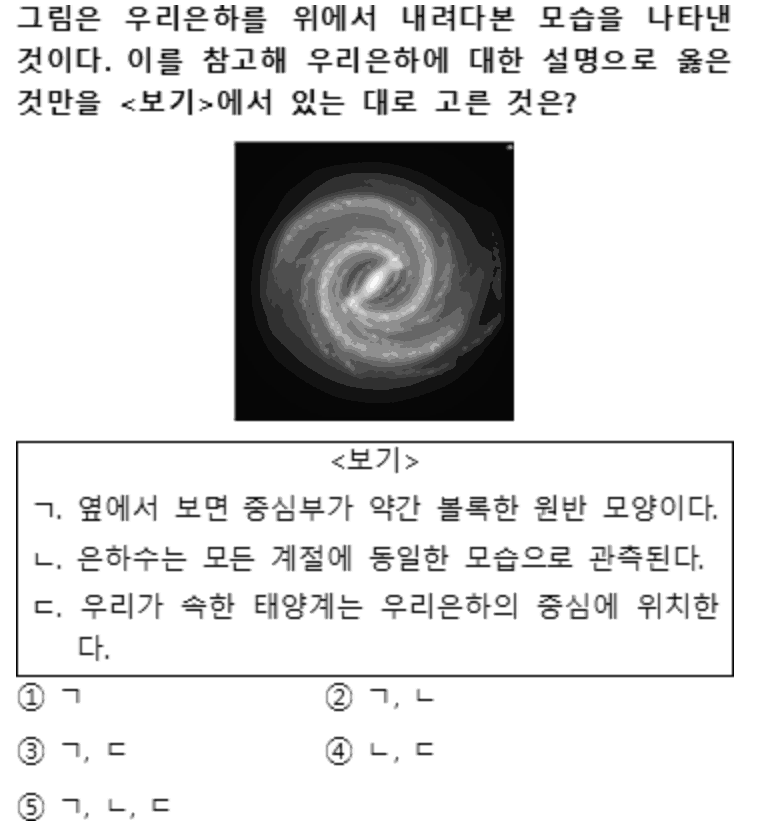 그림은 우리은하를 위에서 내려다본 모습을 나타낸
것이다. 이를 참고해 우리은하에 대한 설명으로 옳은
것만을 <보기>에서 있는 대로 고른 것은?
<보기>
ㄱ. 옆에서 보면 중심부가 약간 볼록한 원반 모양이다.
ㄴ. 은하수는 모든 계절에 동일한 모습으로 관측된다.
ㄷ. 우리가 속한 태양계는 우리은하의 중심에 위치한
다.
① ㄱ ② ㄱ, ㄴ
③ ㄱ, ㄷ ④ ㄴ, ㄷ
⑤ ㄱ, ㄴ, ㄷ